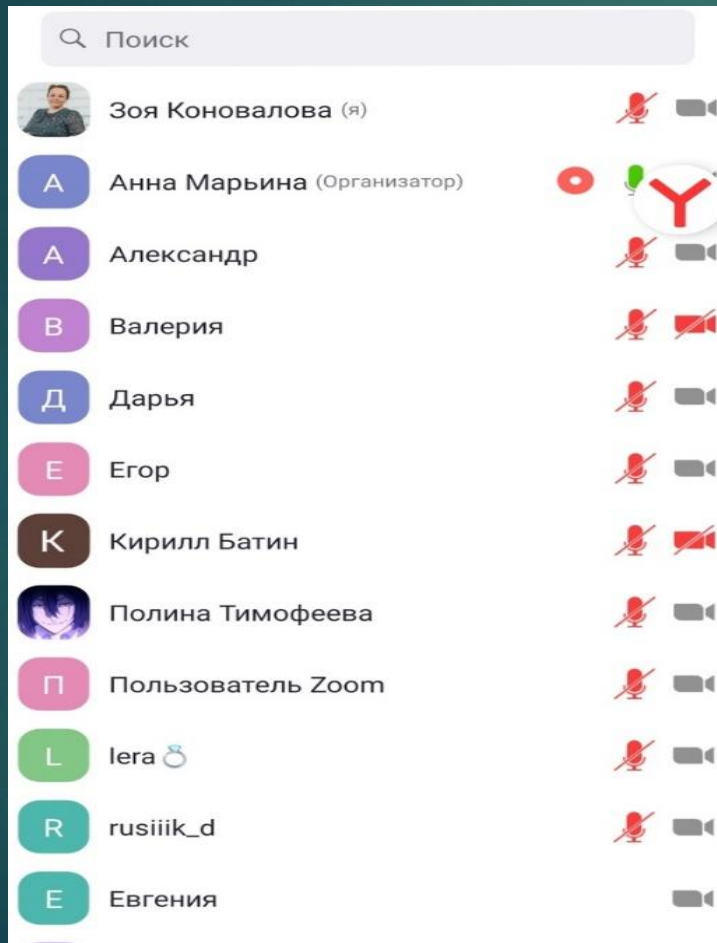 Поиск
Зоя Коновалова (я)
А Анна Марьина (Организатор)
А Александр
В Валерия
Д Дарья
Е Егор
К Кирилл Батин
Полина Тимофеева
П Пользователь Zoom
L lera💍
R rusiiik_d
Е Евгения